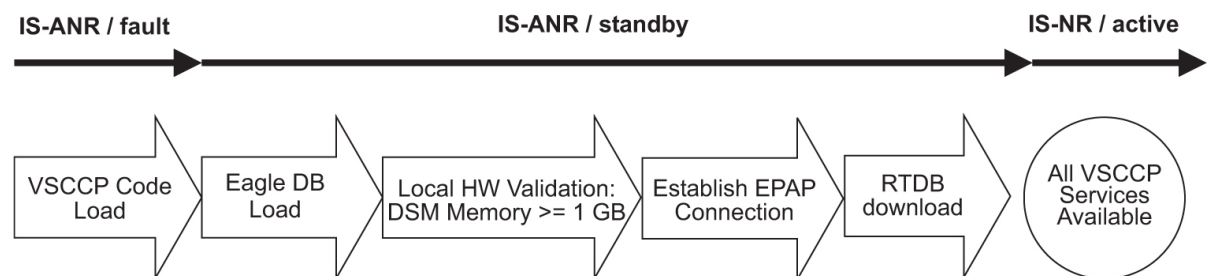 IS-ANR / fault
IS-ANR / standby
IS-NR / active
VSCCP Code
Load
Eagle DB
Load
Local HW Validation:
DSM Memory >= 1 GB
Establish EPAP
Connection
RTDB
download
All VSCCP
Services
Available